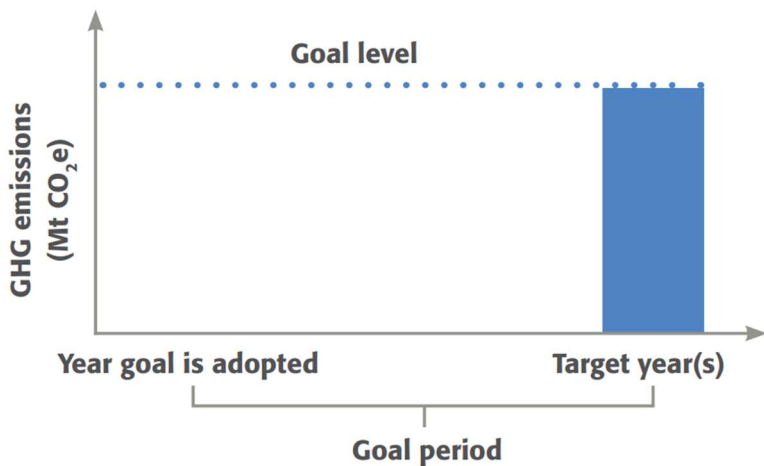 Goal level
GHG emissions
(Mt CO₂e)
Year goal is adopted
Target year(s)
Goal period